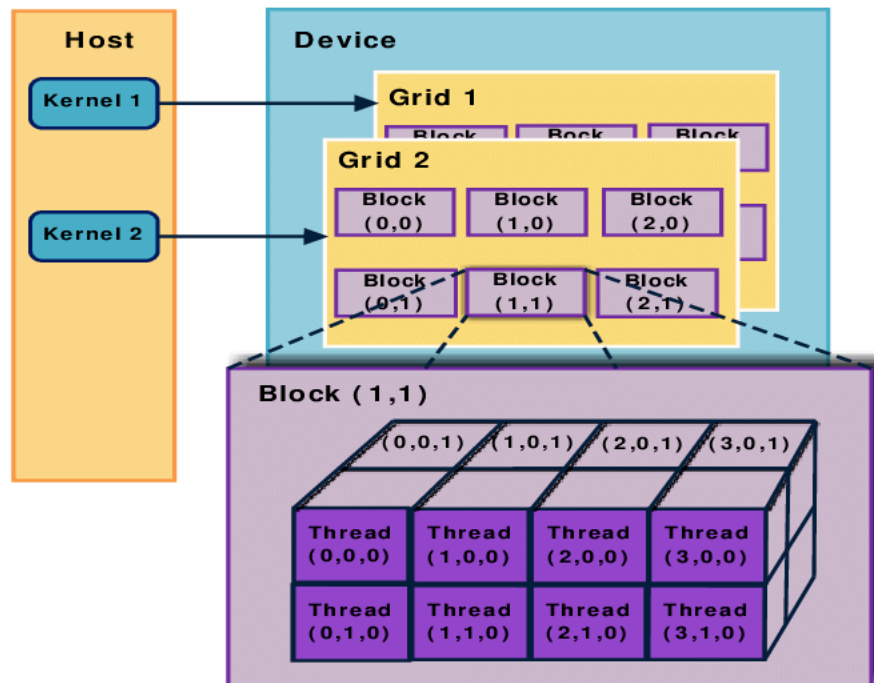 Host
Device
Kernel 1
Grid 1
Block
Bock
Block
Grid 2
Block
(0,0)
Block
(1,0)
Block
(2,0)
Kernel 2
Block
(0,1)
Block
(1,1)
Block
(2,1)
Block (1,1)
(0,0,1)
(1,0,1)
(2,0,1)
(3,0,1)
Thread
(0,0,0)
Thread
(1,0,0)
Thread
(2,0,0)
Thread
(3,0,0)
Thread
(0,1,0)
Thread
(1,1,0)
Thread
(2,1,0)
Thread
(3,1,0)